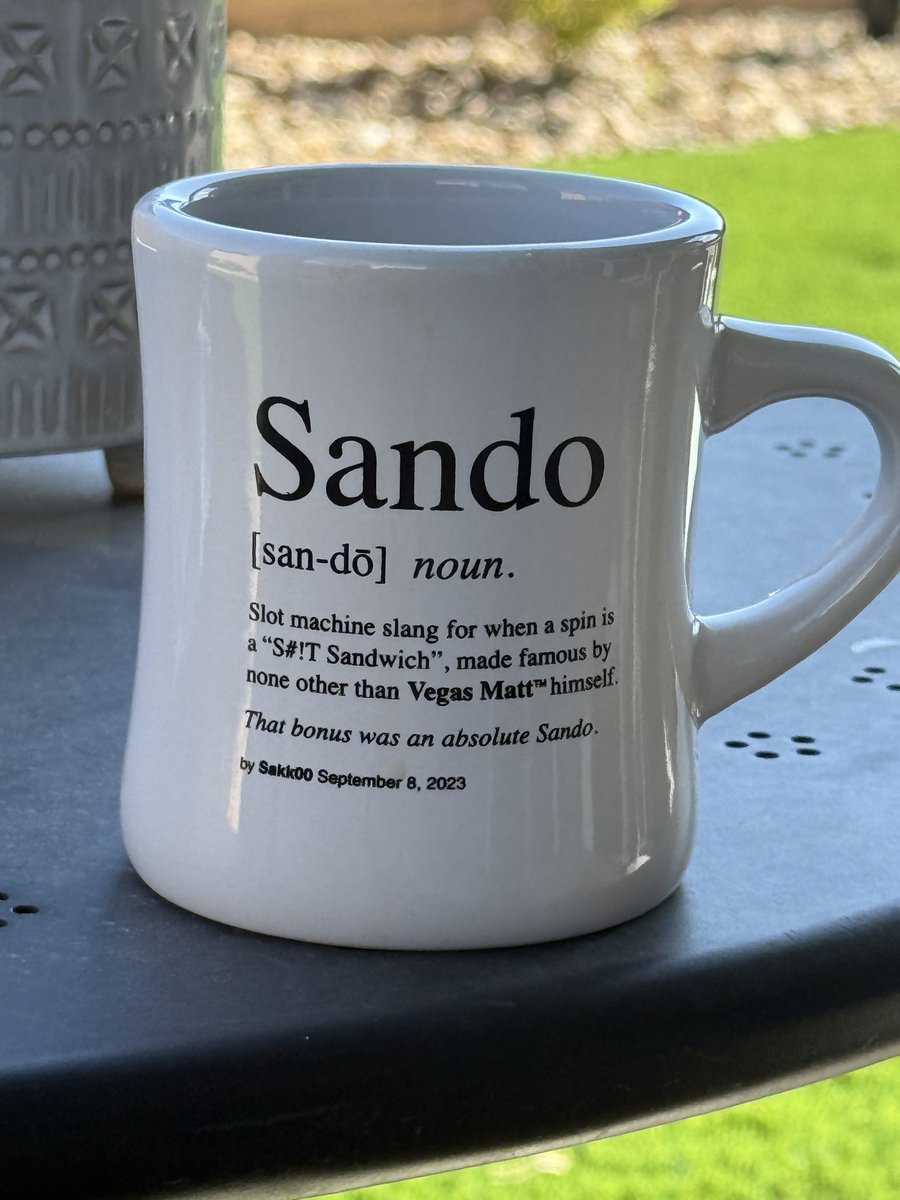 Sando
[san-dō] noun.
Slot machine slang for when a spin is
a “S#!T Sandwich”, made famous by
none other than Vegas Matt™ himself.
That bonus was an absolute Sando.
by Sakk00 September 8, 2023